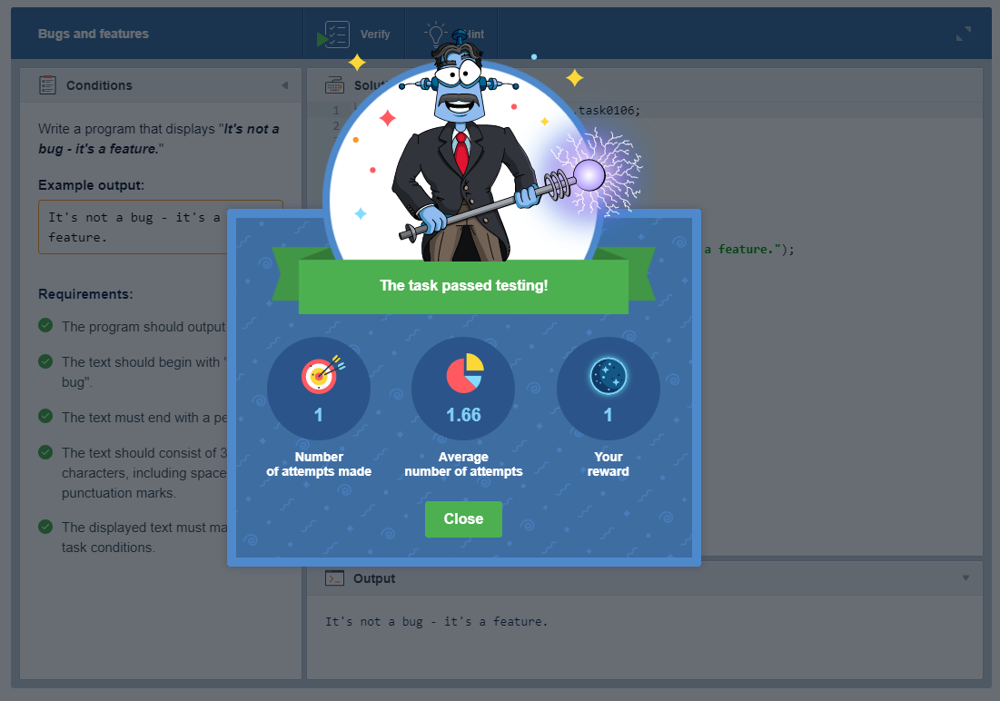 Bugs and features
Verify
Hint
Conditions
Write a program that displays "It's not a
bug - it's a feature."
Example output:
It's not a bug - it's a
feature.
Requirements:
The program should output
The text should begin with "
bug".
The text must end with a pe
The text should consist of 3
characters, including space
punctuation marks.
The displayed text must ma
task conditions.
Solut
1
.task0106;
2
a feature.");
The task passed testing!
1
Number
of attempts made
1.66
Average
number of attempts
1
Your
reward
Close
Output
It's not a bug - it's a feature.